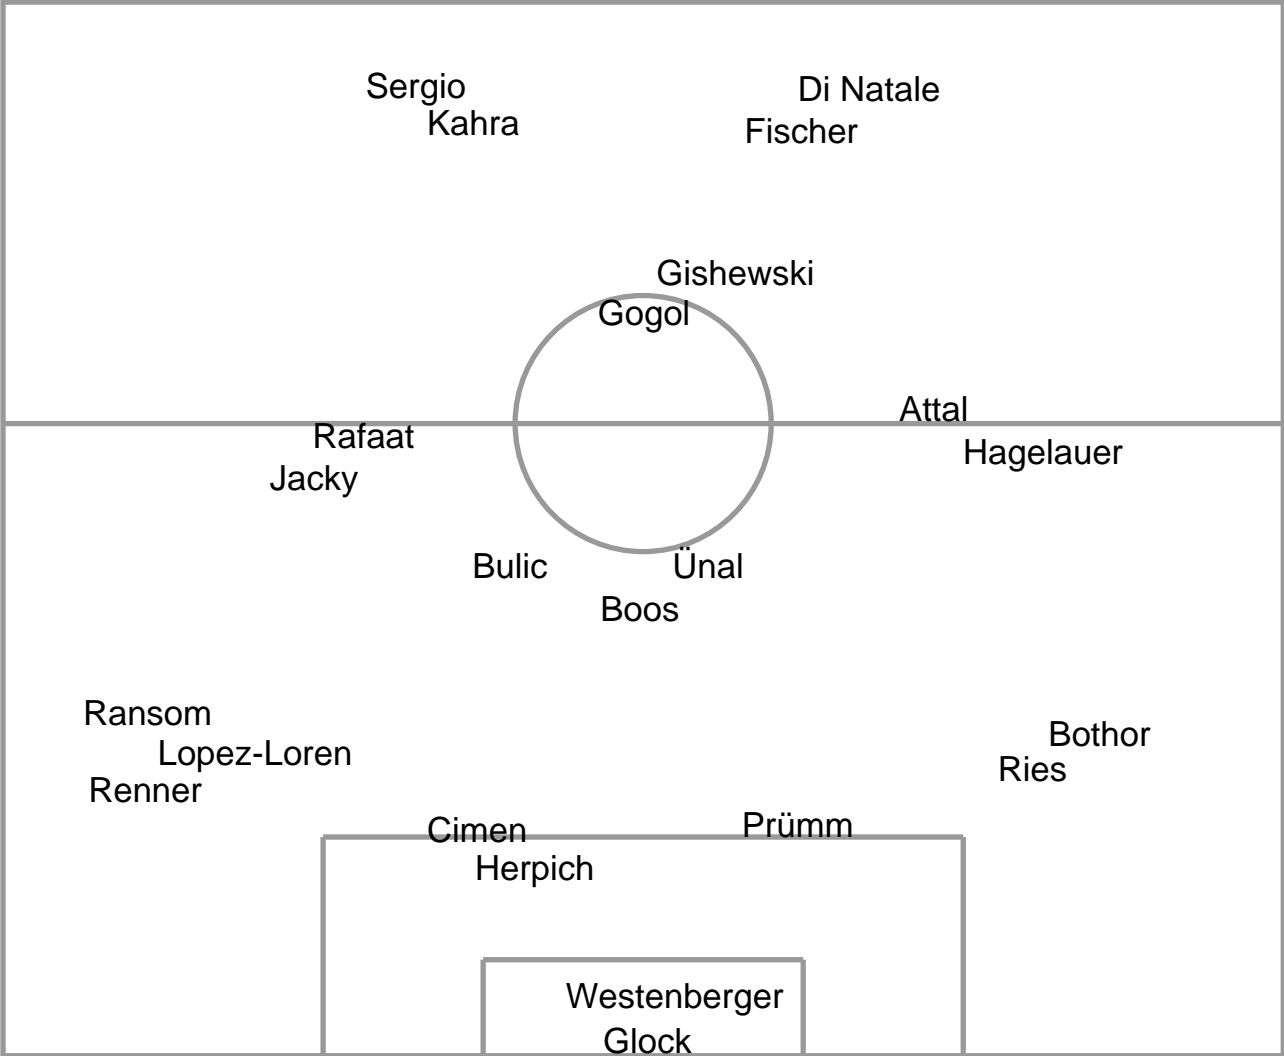 Sergio
Di Natale
Kahra
Fischer
Gishewski
Gogol
Attal
Rafaat
Hagelauer
Jacky
Bulic
Ünal
Boos
Ransom
Bothor
Lopez-Loren
Ries
Renner
Cimen
Prümm
Herpich
Westenberger
Glock